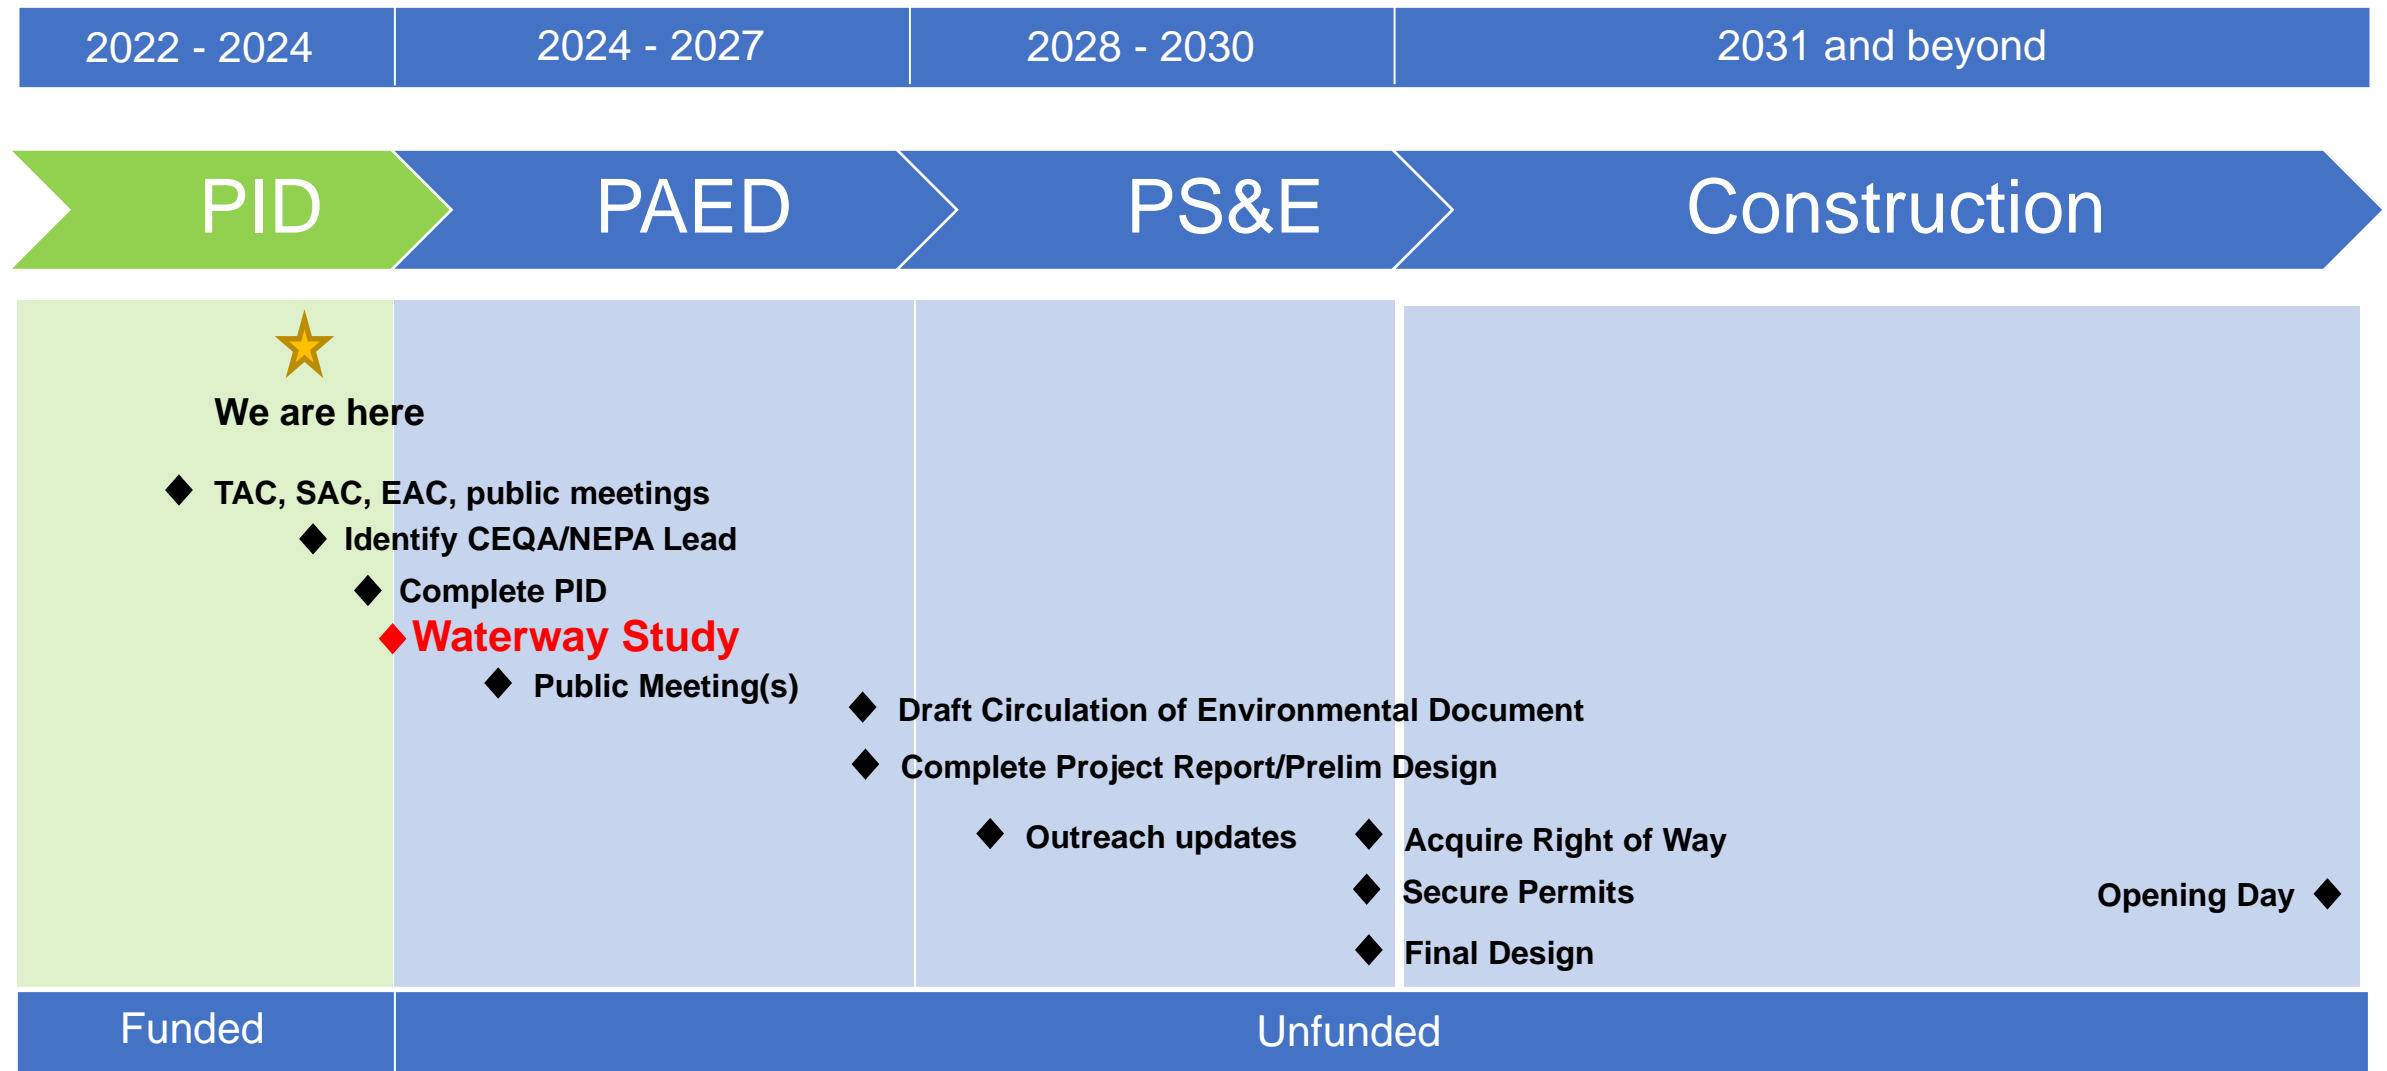 2022 - 2024
2024 - 2027
2028 - 2030
2031 and beyond
PID
PAED
PS&E
Construction
We are here
TAC, SAC, EAC, public meetings
Identify CEQA/NEPA Lead
Complete PID
Waterway Study
Public Meeting(s)
Draft Circulation of Environmental Document
Complete Project Report/Prelim Design
Outreach updates
Acquire Right of Way
Secure Permits
Opening Day
Final Design
Funded
Unfunded